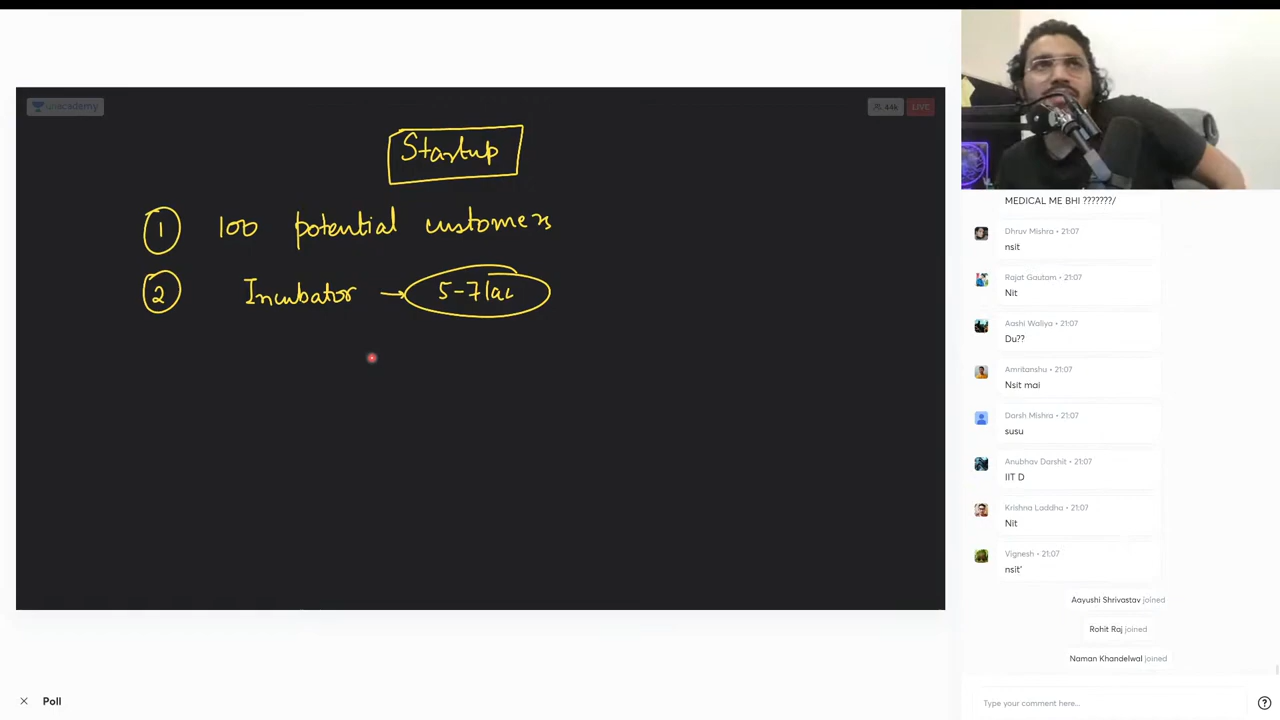 unacademy
44k LIVE
Startup
1 100 potential customers
2 Incubator → 5-7 lac
MEDICAL ME BHI ???????/
Dhruv Mishra • 21:07
nsit
Rajat Gautam • 21:07
Nit
Aashi Waliya • 21:07
Du??
Amritanshu • 21:07
Nsit mai
Darsh Mishra • 21:07
susu
Anubhav Darshit • 21:07
IIT D
Krishna Laddha • 21:07
Nit
Vignesh • 21:07
nsit'
Aayushi Shrivastav joined
Rohit Raj joined
Naman Khandelwal joined
Poll
Type your comment here...
?